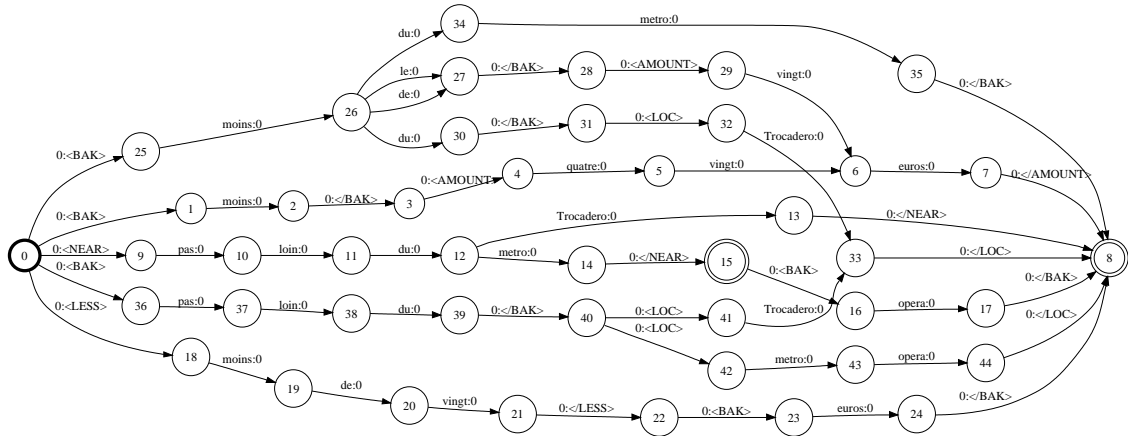 34
metro:0
du:0
35
0:</BAK>
le:0
27
0:</BAK>
28
0:<AMOUNT>
29
vingt:0
de:0
26
moins:0
25
0:<BAK>
du:0
30
0:</BAK>
31
0:<LOC>
32
Trocadero:0
0:<AMOUNT>
4
quatre:0
5
vingt:0
6
euros:0
7
0:</AMOUNT>
0:<BAK>
1
moins:0
2
0:</BAK>
3
Trocadero:0
13
0:</NEAR>
0
0:<NEAR>
9
pas:0
10
loin:0
11
du:0
12
metro:0
14
0:</NEAR>
15
0:<BAK>
33
0:</LOC>
8
0:<BAK>
36
pas:0
37
loin:0
38
du:0
39
0:</BAK>
40
0:<LOC>
41
Trocadero:0
16
opera:0
17
0:</BAK>
0:<LOC>
42
metro:0
43
opera:0
44
0:</LOC>
0:<LESS>
18
moins:0
19
de:0
20
vingt:0
21
0:</LESS>
22
0:<BAK>
23
euros:0
24
0:</BAK>